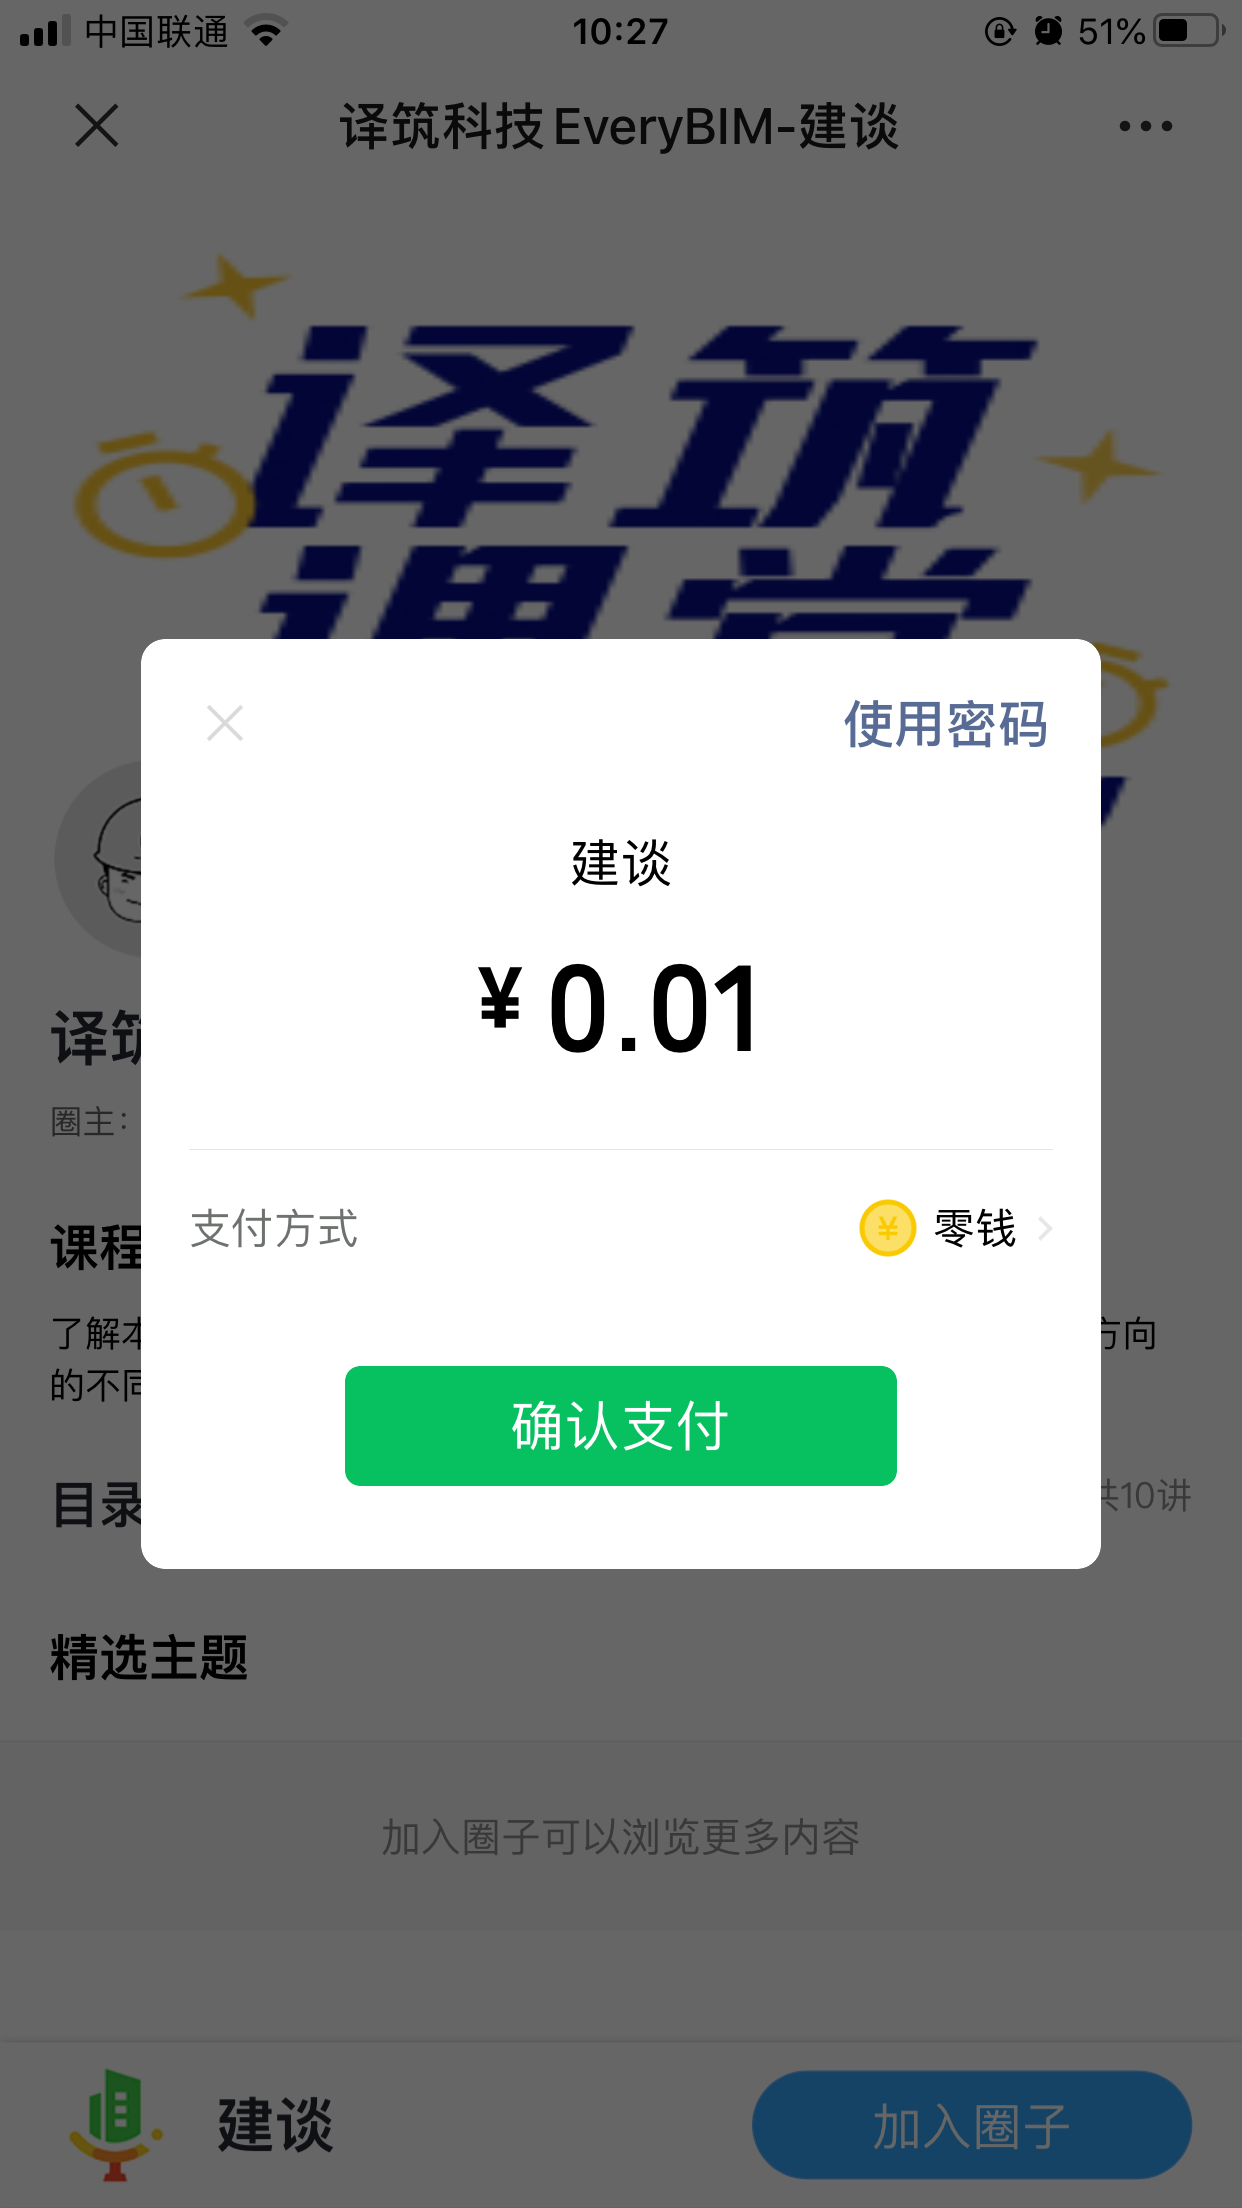 中国联通 10:27 51%
译筑科技EveryBIM-建谈
译筑
课堂
使用密码
建谈
¥0.01
译筑
圈主：
支付方式 零钱
课程
了解 方向
的不同
确认支付
目录 共10讲
精选主题
加入圈子可以浏览更多内容
建谈 加入圈子